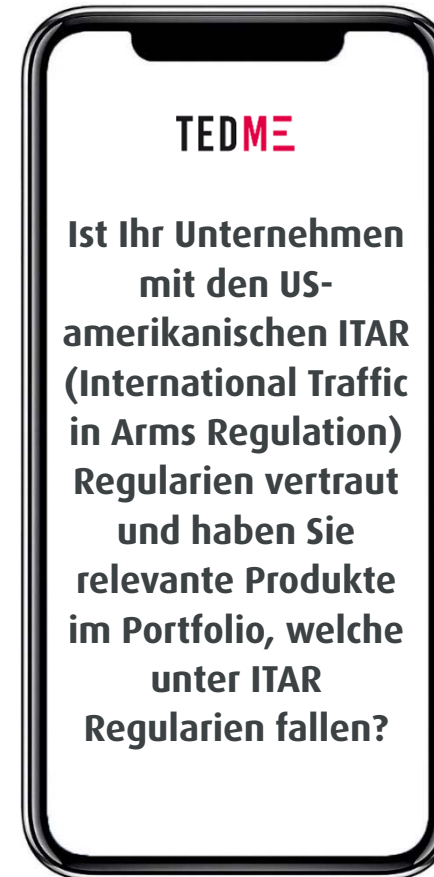 TEDME
Ist Ihr Unternehmen
mit den US-
amerikanischen ITAR
(International Traffic
in Arms Regulation)
Regularien vertraut
und haben Sie
relevante Produkte
im Portfolio, welche
unter ITAR
Regularien fallen?